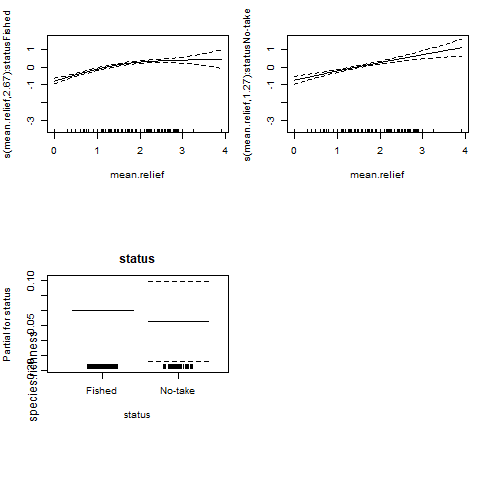 s(mean.relief,2.67):statusFished
1
0
-1
-3
0 1 2 3 4
mean.relief
s(mean.relief,1.27):statusNo-take
1
0
-1
-3
0 1 2 3 4
mean.relief
status
Partial for status
species.richness
0.10
0.05
Fished No-take
status